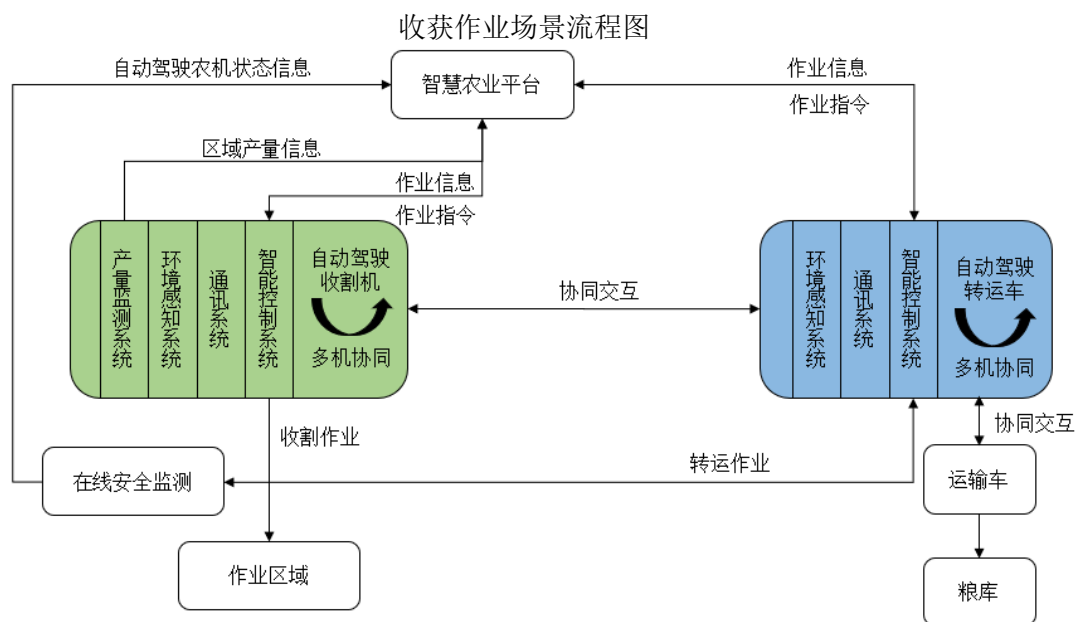 收获作业场景流程图
自动驾驶农机状态信息
智慧农业平台
作业信息
作业指令
区域产量信息
作业信息
作业指令
产量监测系统
环境感知系统
通讯系统
智能控制系统
自动驾驶
收割机
多机协同
协同交互
环境感知系统
通讯系统
智能控制系统
自动驾驶
转运车
多机协同
收割作业
协同交互
在线安全监测
转运作业
运输车
作业区域
粮库